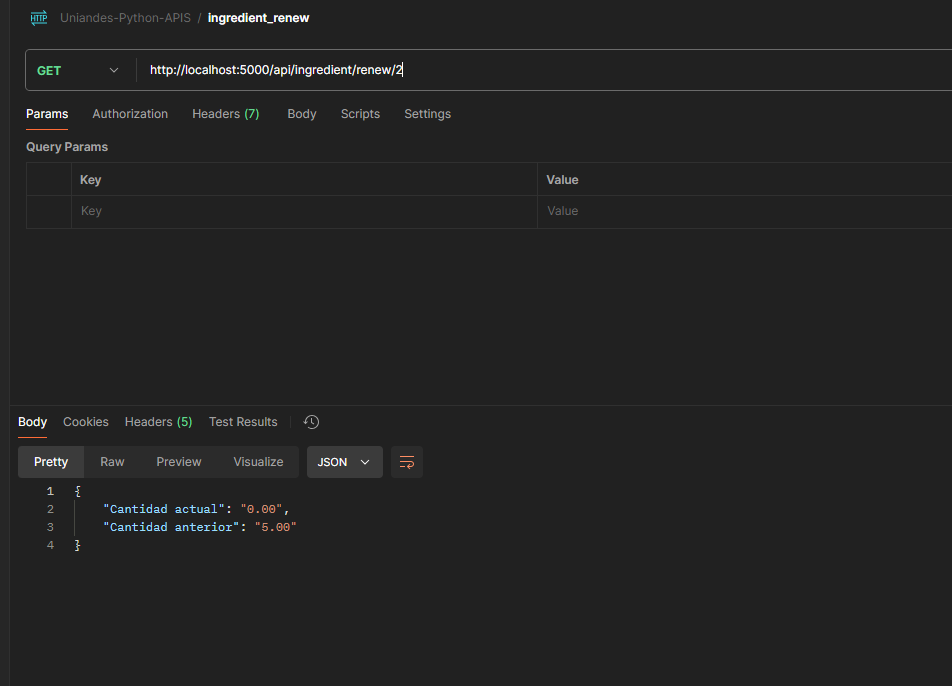 HTTP Uniandes-Python-APIS / ingredient_renew
GET http://localhost:5000/api/ingredient/renew/2
Params Authorization Headers (7) Body Scripts Settings
Query Params
Key Value
Key Value
Body Cookies Headers (5) Test Results
Pretty Raw Preview Visualize JSON
1 {
2 "Cantidad actual": "0.00",
3 "Cantidad anterior": "5.00"
4 }